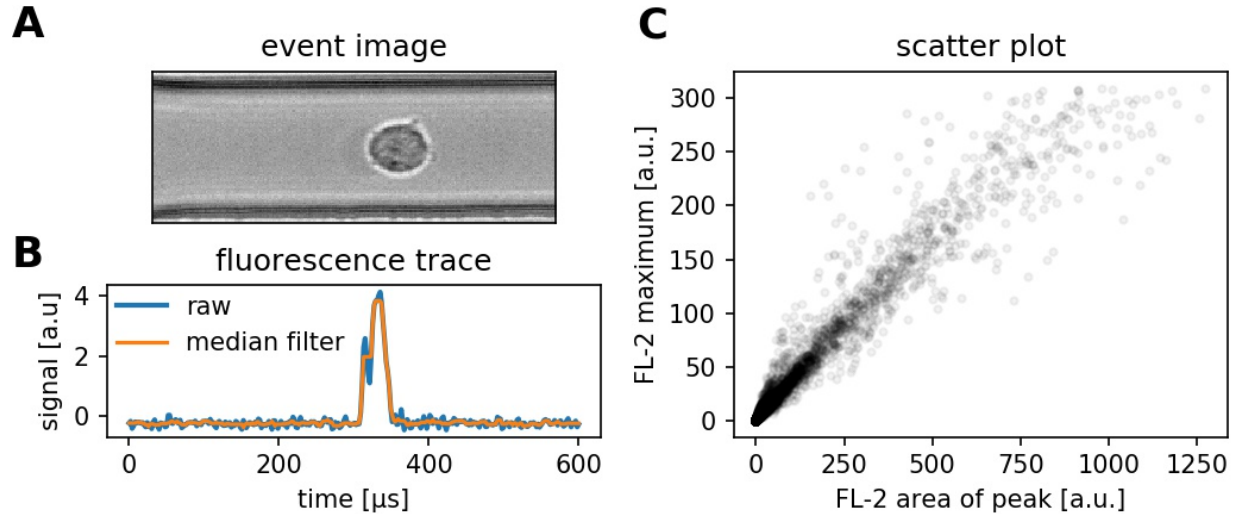 A
event image
B
fluorescence trace
signal [a.u]
4
2
0
raw
median filter
0
200
400
600
time [µs]
C
scatter plot
FL-2 maximum [a.u.]
300
250
200
150
100
50
0
0
250
500
750
1000
1250
FL-2 area of peak [a.u.]